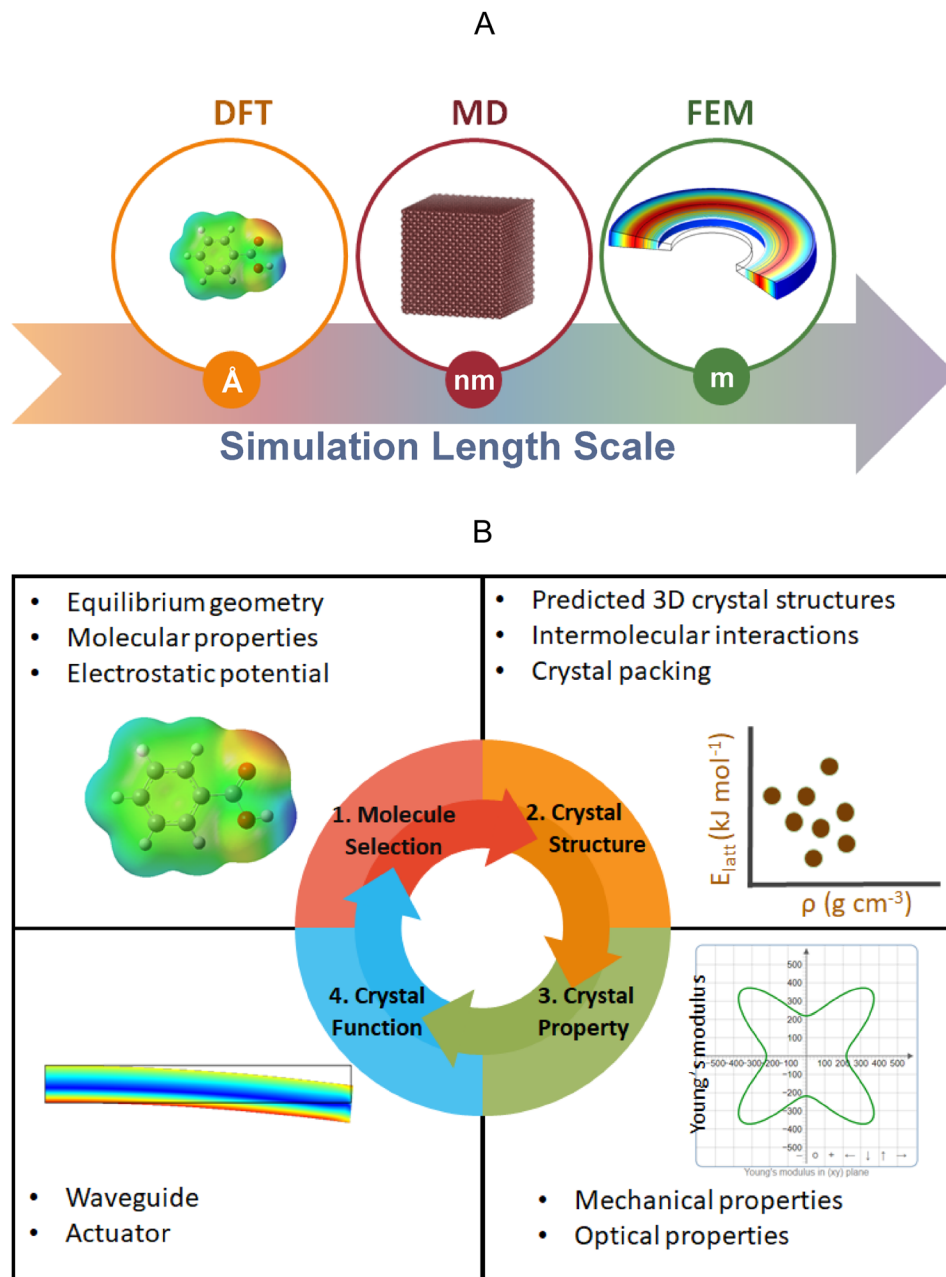 A
DFT
MD
FEM
Å
nm
m
Simulation Length Scale
B
• Equilibrium geometry
• Molecular properties
• Electrostatic potential
• Predicted 3D crystal structures
• Intermolecular interactions
• Crystal packing
1. Molecule
Selection
2. Crystal
Structure
3. Crystal
Property
4. Crystal
Function
E_latt (kJ mol⁻¹)
ρ (g cm⁻³)
Young's modulus
500
400
300
200
100
−500 −400 −300 −200 −100
100 200 300 400 500
−100
−200
−300
−400
−500
− o + ← ↓ ↑ →
Young's modulus in (xy) plane
• Waveguide
• Actuator
• Mechanical properties
• Optical properties